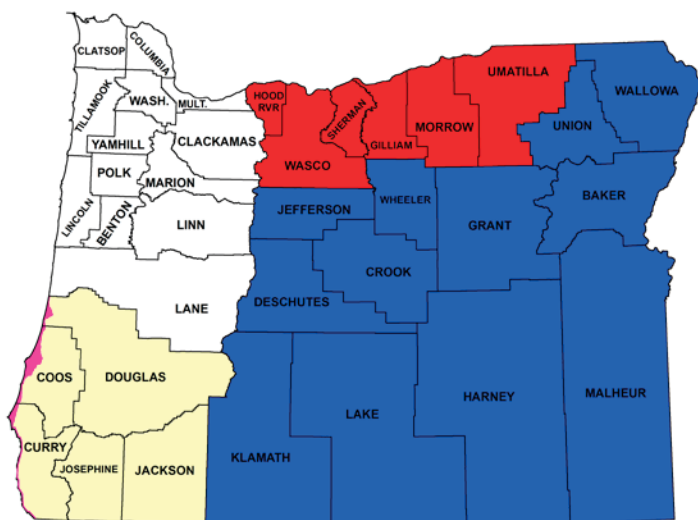 CLATSOP
COLUMBIA
TILLAMOOK
WASH.
MULT.
HOOD
RVR
SHERMAN
UMATILLA
WALLOWA
YAMHILL
CLACKAMAS
GILLIAM
MORROW
UNION
WASCO
POLK
MARION
LINCOLN
BENTON
LINN
JEFFERSON
WHEELER
GRANT
BAKER
CROOK
DESCHUTES
LANE
COOS
DOUGLAS
HARNEY
MALHEUR
LAKE
CURRY
KLAMATH
JOSEPHINE
JACKSON